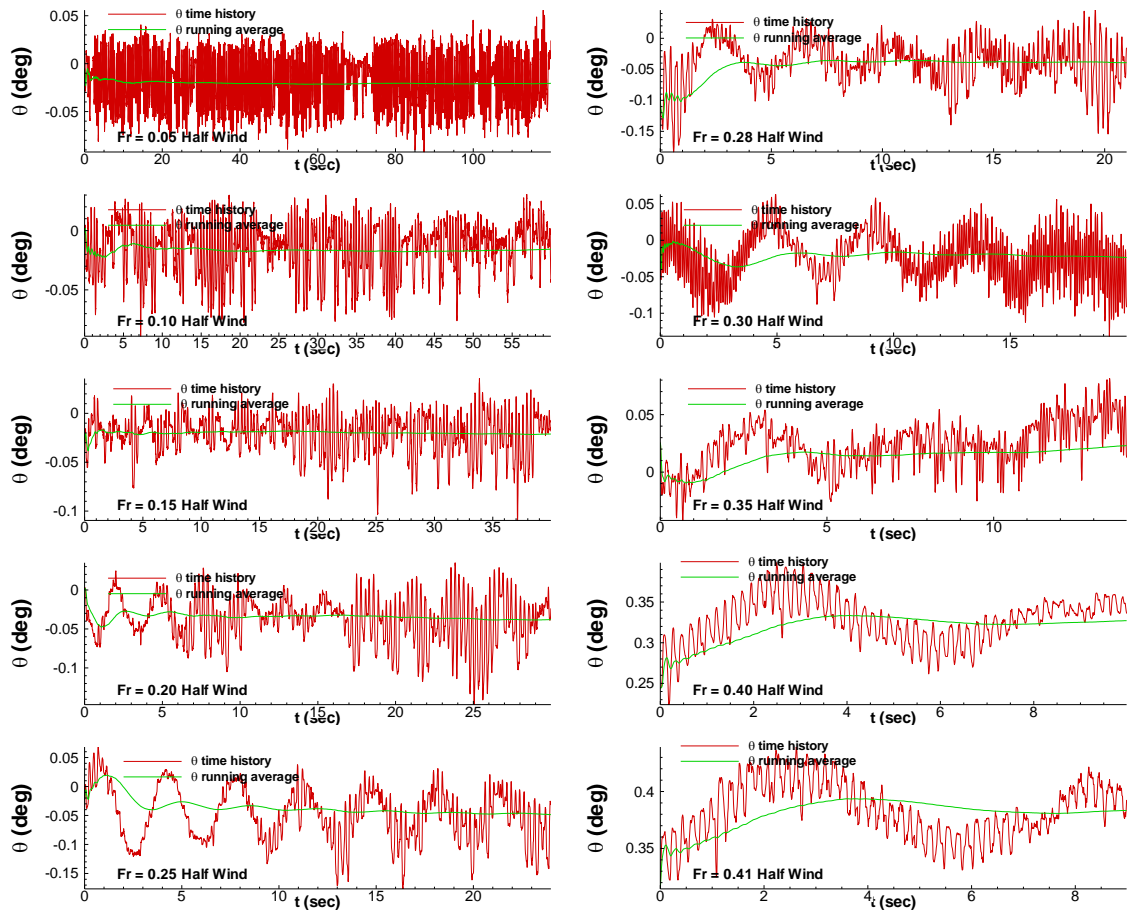 θ time history
θ running average
θ (deg)
0.05
0
-0.05
Fr = 0.05 Half Wind
0 20 40 60 80 100
t (sec)
θ time history
θ running average
θ (deg)
0
-0.05
Fr = 0.10 Half Wind
0 5 10 15 20 25 30 35 40 45 50 55
t (sec)
θ time history
θ running average
θ (deg)
0
-0.05
-0.1
Fr = 0.15 Half Wind
0 5 10 15 20 25 30 35
t (sec)
θ time history
θ running average
θ (deg)
0
-0.05
-0.1
Fr = 0.20 Half Wind
0 5 10 15 20 25
t (sec)
θ time history
θ running average
θ (deg)
0.05
0
-0.05
-0.1
-0.15
Fr = 0.25 Half Wind
0 5 10 15 20
t (sec)
θ time history
θ running average
θ (deg)
0
-0.05
-0.1
-0.15
Fr = 0.28 Half Wind
0 5 10 15 20
t (sec)
θ time history
θ running average
θ (deg)
0.05
0
-0.05
-0.1
Fr = 0.30 Half Wind
0 5 10 15
t (sec)
θ time history
θ running average
θ (deg)
0.05
0
Fr = 0.35 Half Wind
0 5 10
t (sec)
θ time history
θ running average
θ (deg)
0.35
0.3
0.25
Fr = 0.40 Half Wind
0 2 4 6 8
t (sec)
θ time history
θ running average
θ (deg)
0.4
0.35
Fr = 0.41 Half Wind
0 2 4 6 8
t (sec)